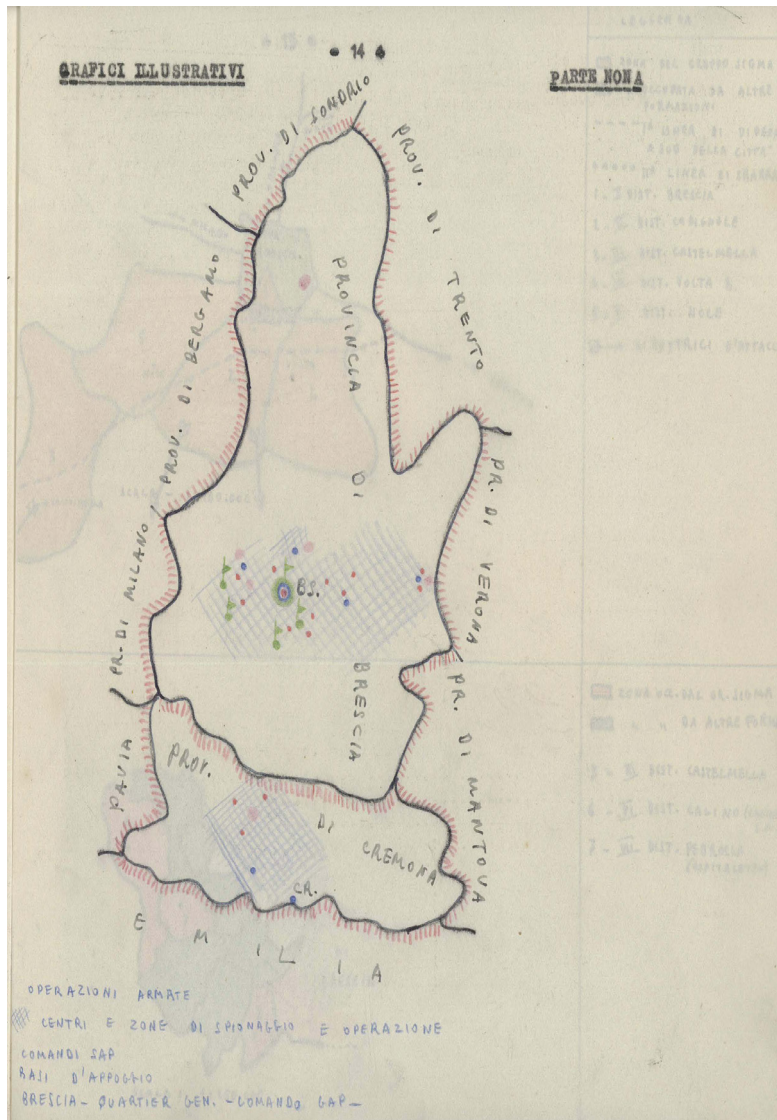 - 14 -
GRAFICI ILLUSTRATIVI
PARTE NONA
PROV. DI SONDRIO
PROV. DI TRENTO
PROV. DI BERGAMO
PROVINCIA DI BRESCIA
PR. DI MILANO
PR. DI VERONA
BS.
PR. DI MANTOVA
PAVIA
PROV. DI CREMONA
CR.
EMILIA
OPERAZIONI ARMATE
CENTRI E ZONE DI SPIONAGGIO E OPERAZIONE
COMANDI SAP
BASI D'APPOGGIO
BRESCIA - QUARTIER GEN. - COMANDO GAP -